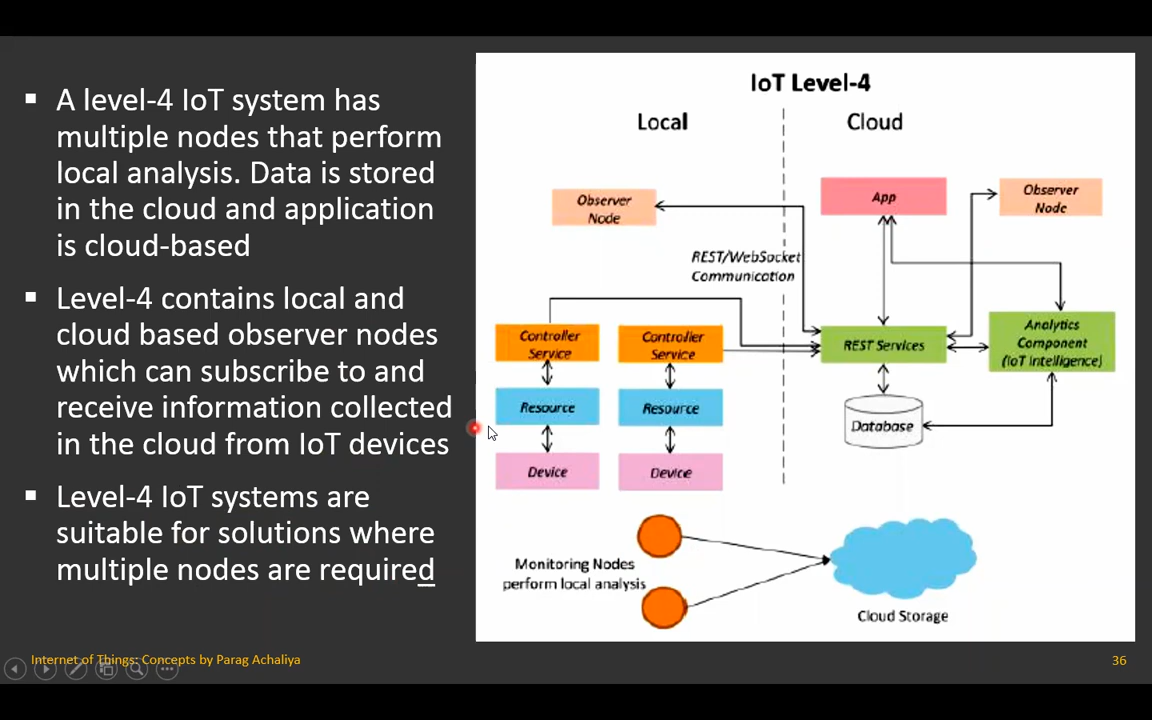 ▪ A level-4 IoT system has
multiple nodes that perform
local analysis. Data is stored
in the cloud and application
is cloud-based
▪ Level-4 contains local and
cloud based observer nodes
which can subscribe to and
receive information collected
in the cloud from IoT devices
▪ Level-4 IoT systems are
suitable for solutions where
multiple nodes are required
IoT Level-4
Local
Cloud
Observer
Node
App
Observer
Node
REST/WebSocket
Communication
Controller
Service
Controller
Service
REST Services
Analytics
Component
(IoT Intelligence)
Resource
Resource
Database
Device
Device
Monitoring Nodes
perform local analysis
Cloud Storage
Internet of Things: Concepts by Parag Achaliya
36